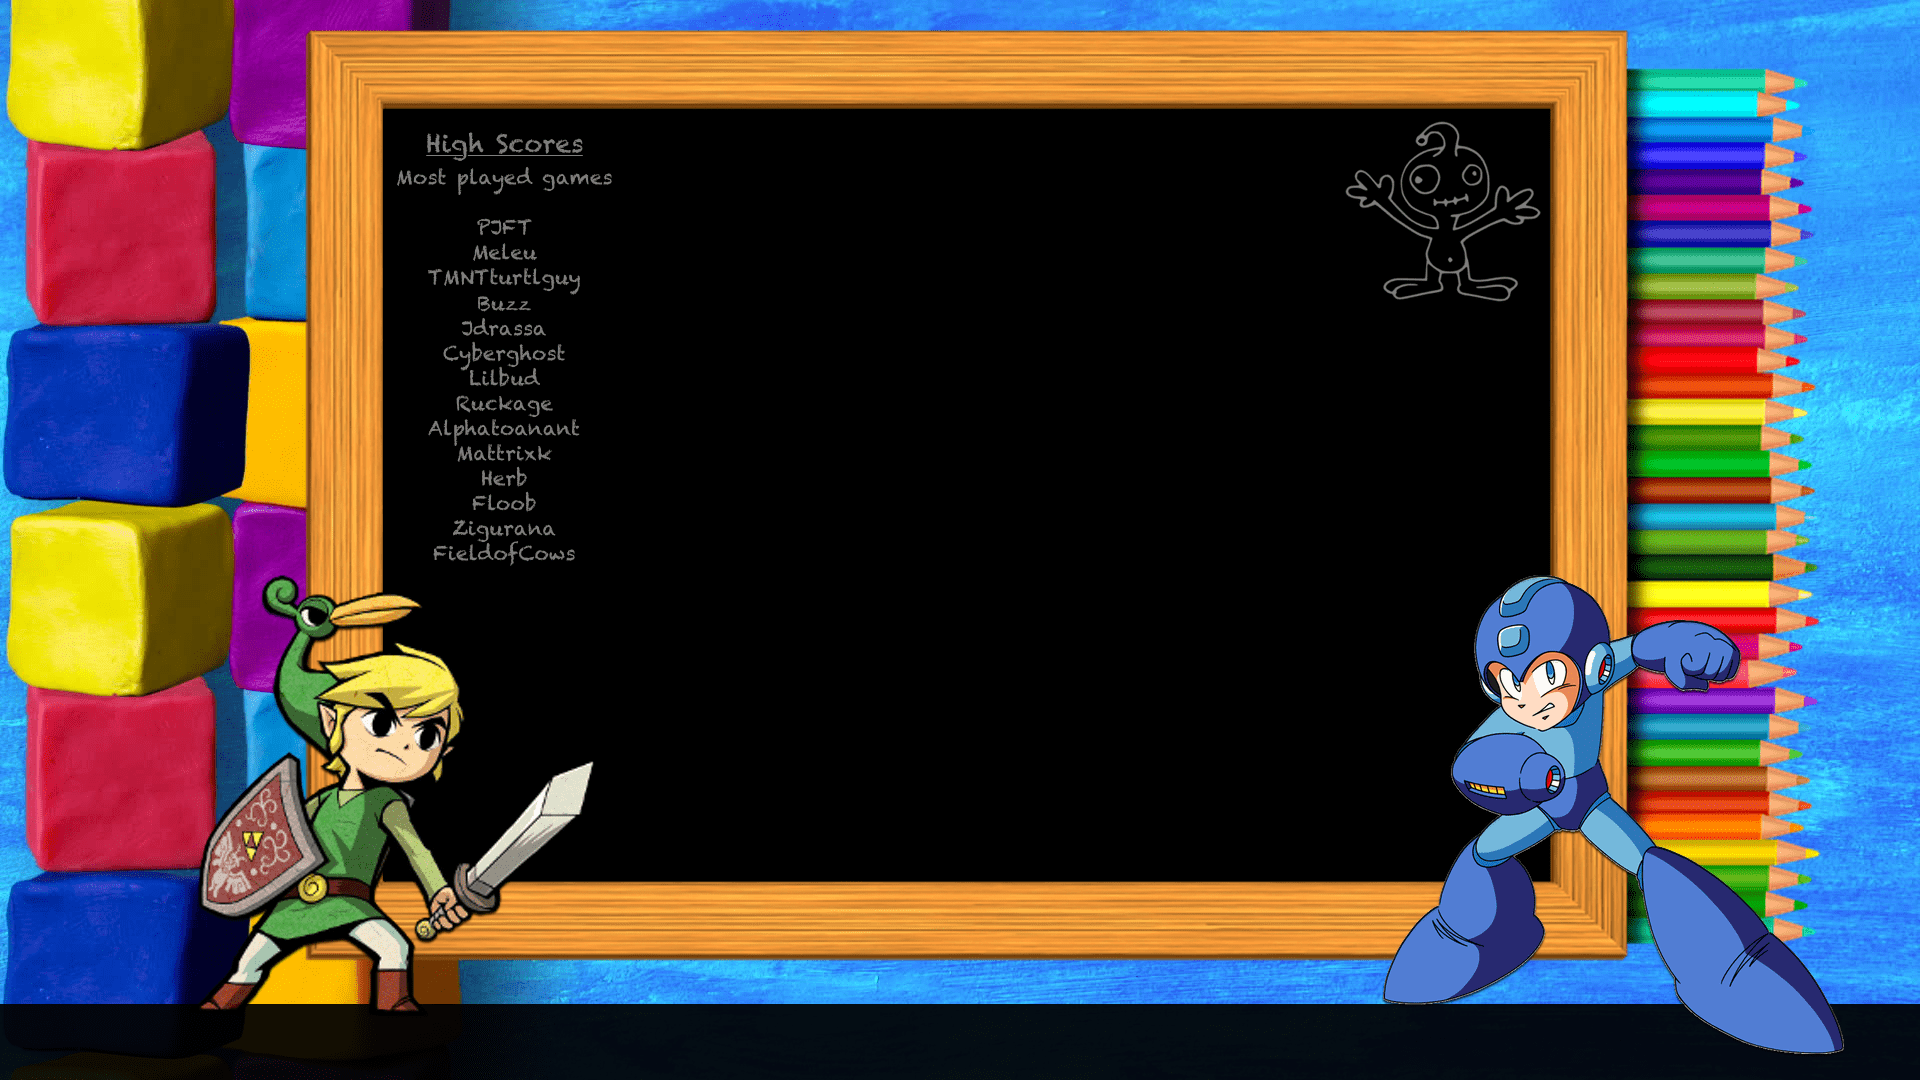 High Scores
Most played games
PJFT
Meleu
TMNTturtlguy
Buzz
Jdrassa
Cyberghost
Lilbud
Ruckage
Alphatoanant
Mattrixk
Herb
Floob
Zigurana
FieldofCows